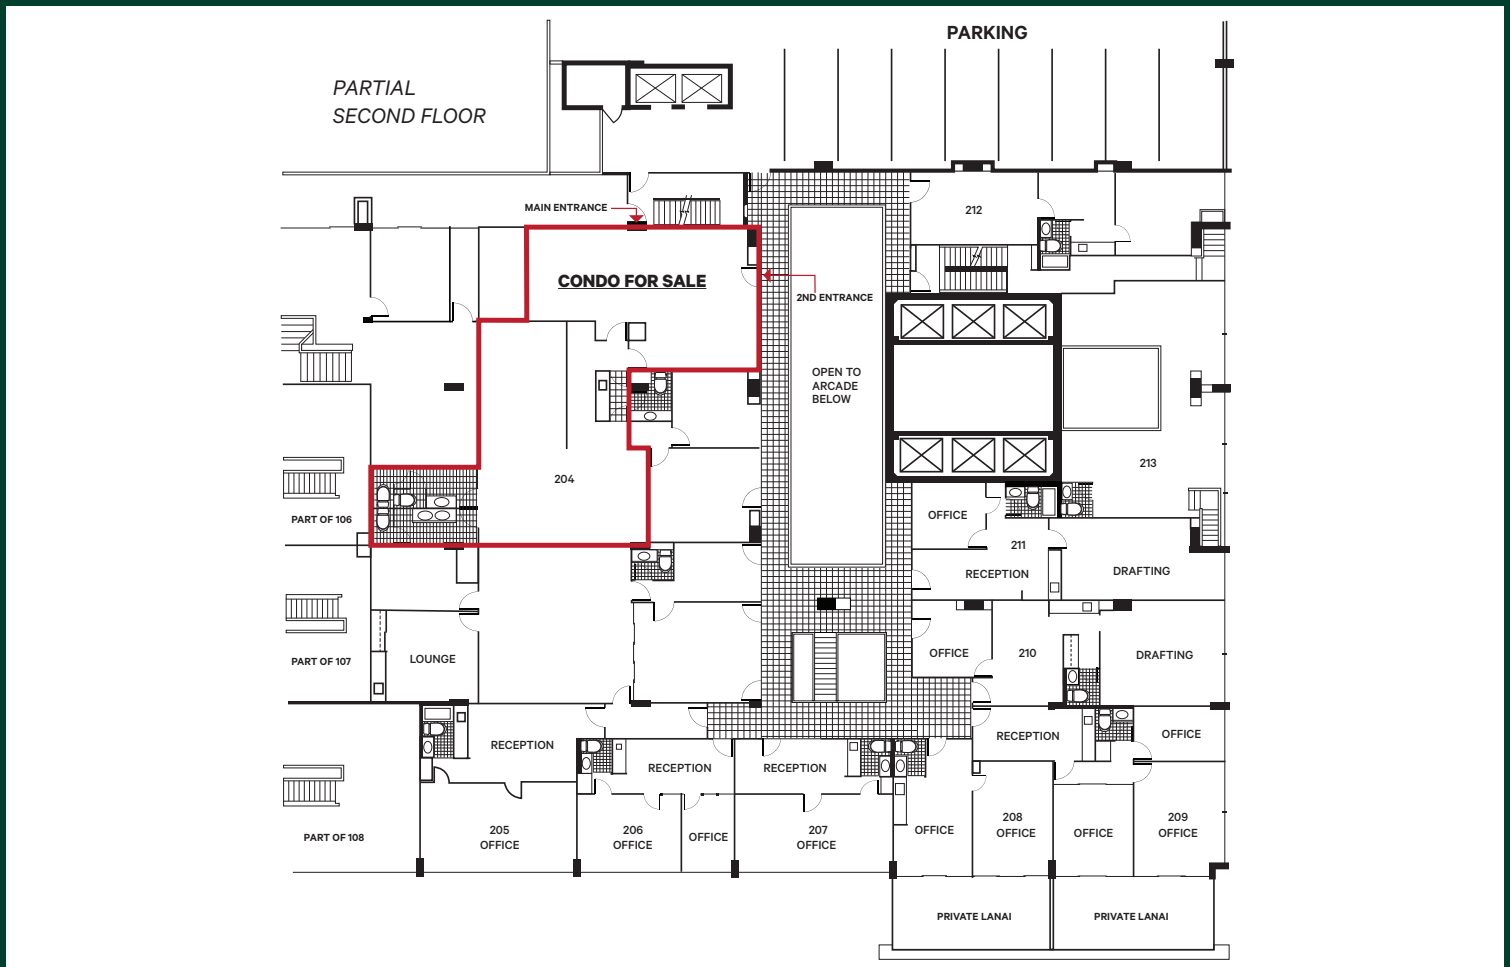 PARKING
PARTIAL
SECOND FLOOR
MAIN ENTRANCE
212
CONDO FOR SALE
2ND ENTRANCE
OPEN TO
ARCADE
BELOW
213
204
PART OF 106
OFFICE
211
RECEPTION
DRAFTING
PART OF 107
LOUNGE
OFFICE
210
DRAFTING
RECEPTION
RECEPTION
RECEPTION
RECEPTION
OFFICE
PART OF 108
205
OFFICE
206
OFFICE
OFFICE
207
OFFICE
OFFICE
208
OFFICE
OFFICE
209
OFFICE
PRIVATE LANAI
PRIVATE LANAI